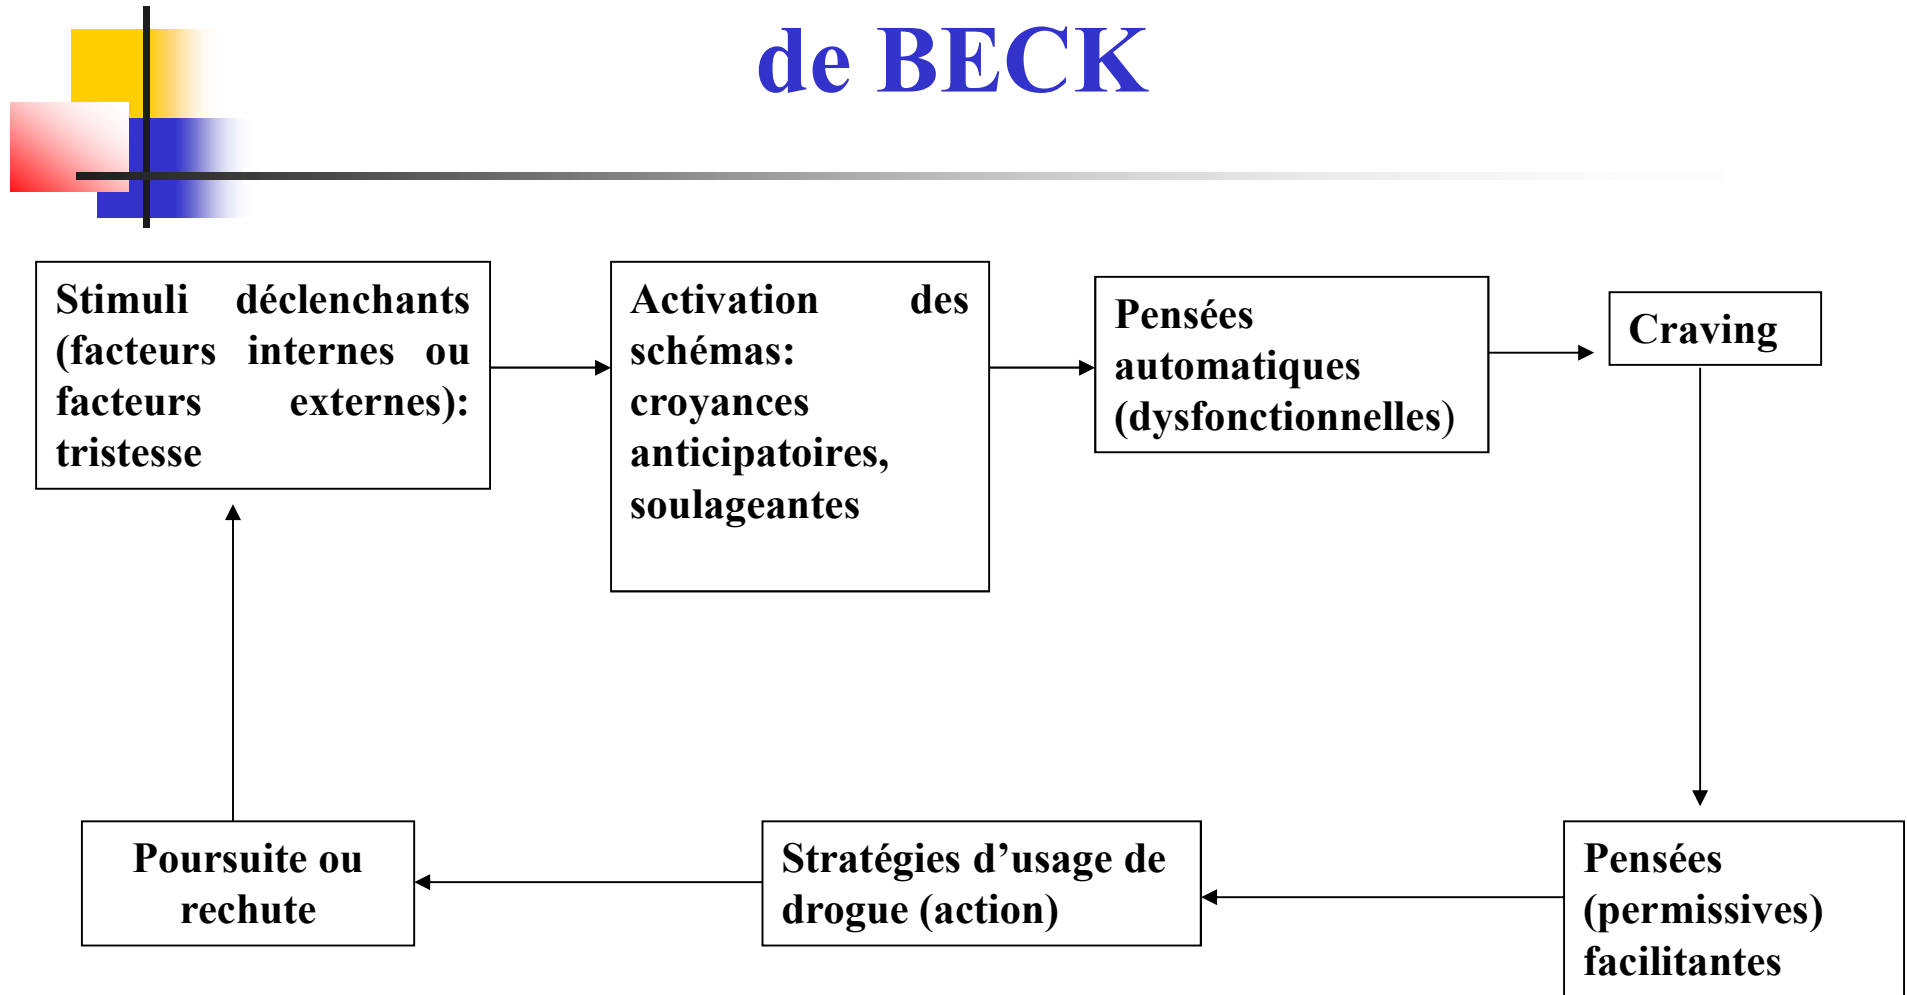 de BECK
Stimuli déclenchants
(facteurs internes ou
facteurs externes):
tristesse
Activation des
schémas:
croyances
anticipatoires,
soulageantes
Pensées
automatiques
(dysfonctionnelles)
Craving
Poursuite ou
rechute
Stratégies d’usage de
drogue (action)
Pensées
(permissives)
facilitantes